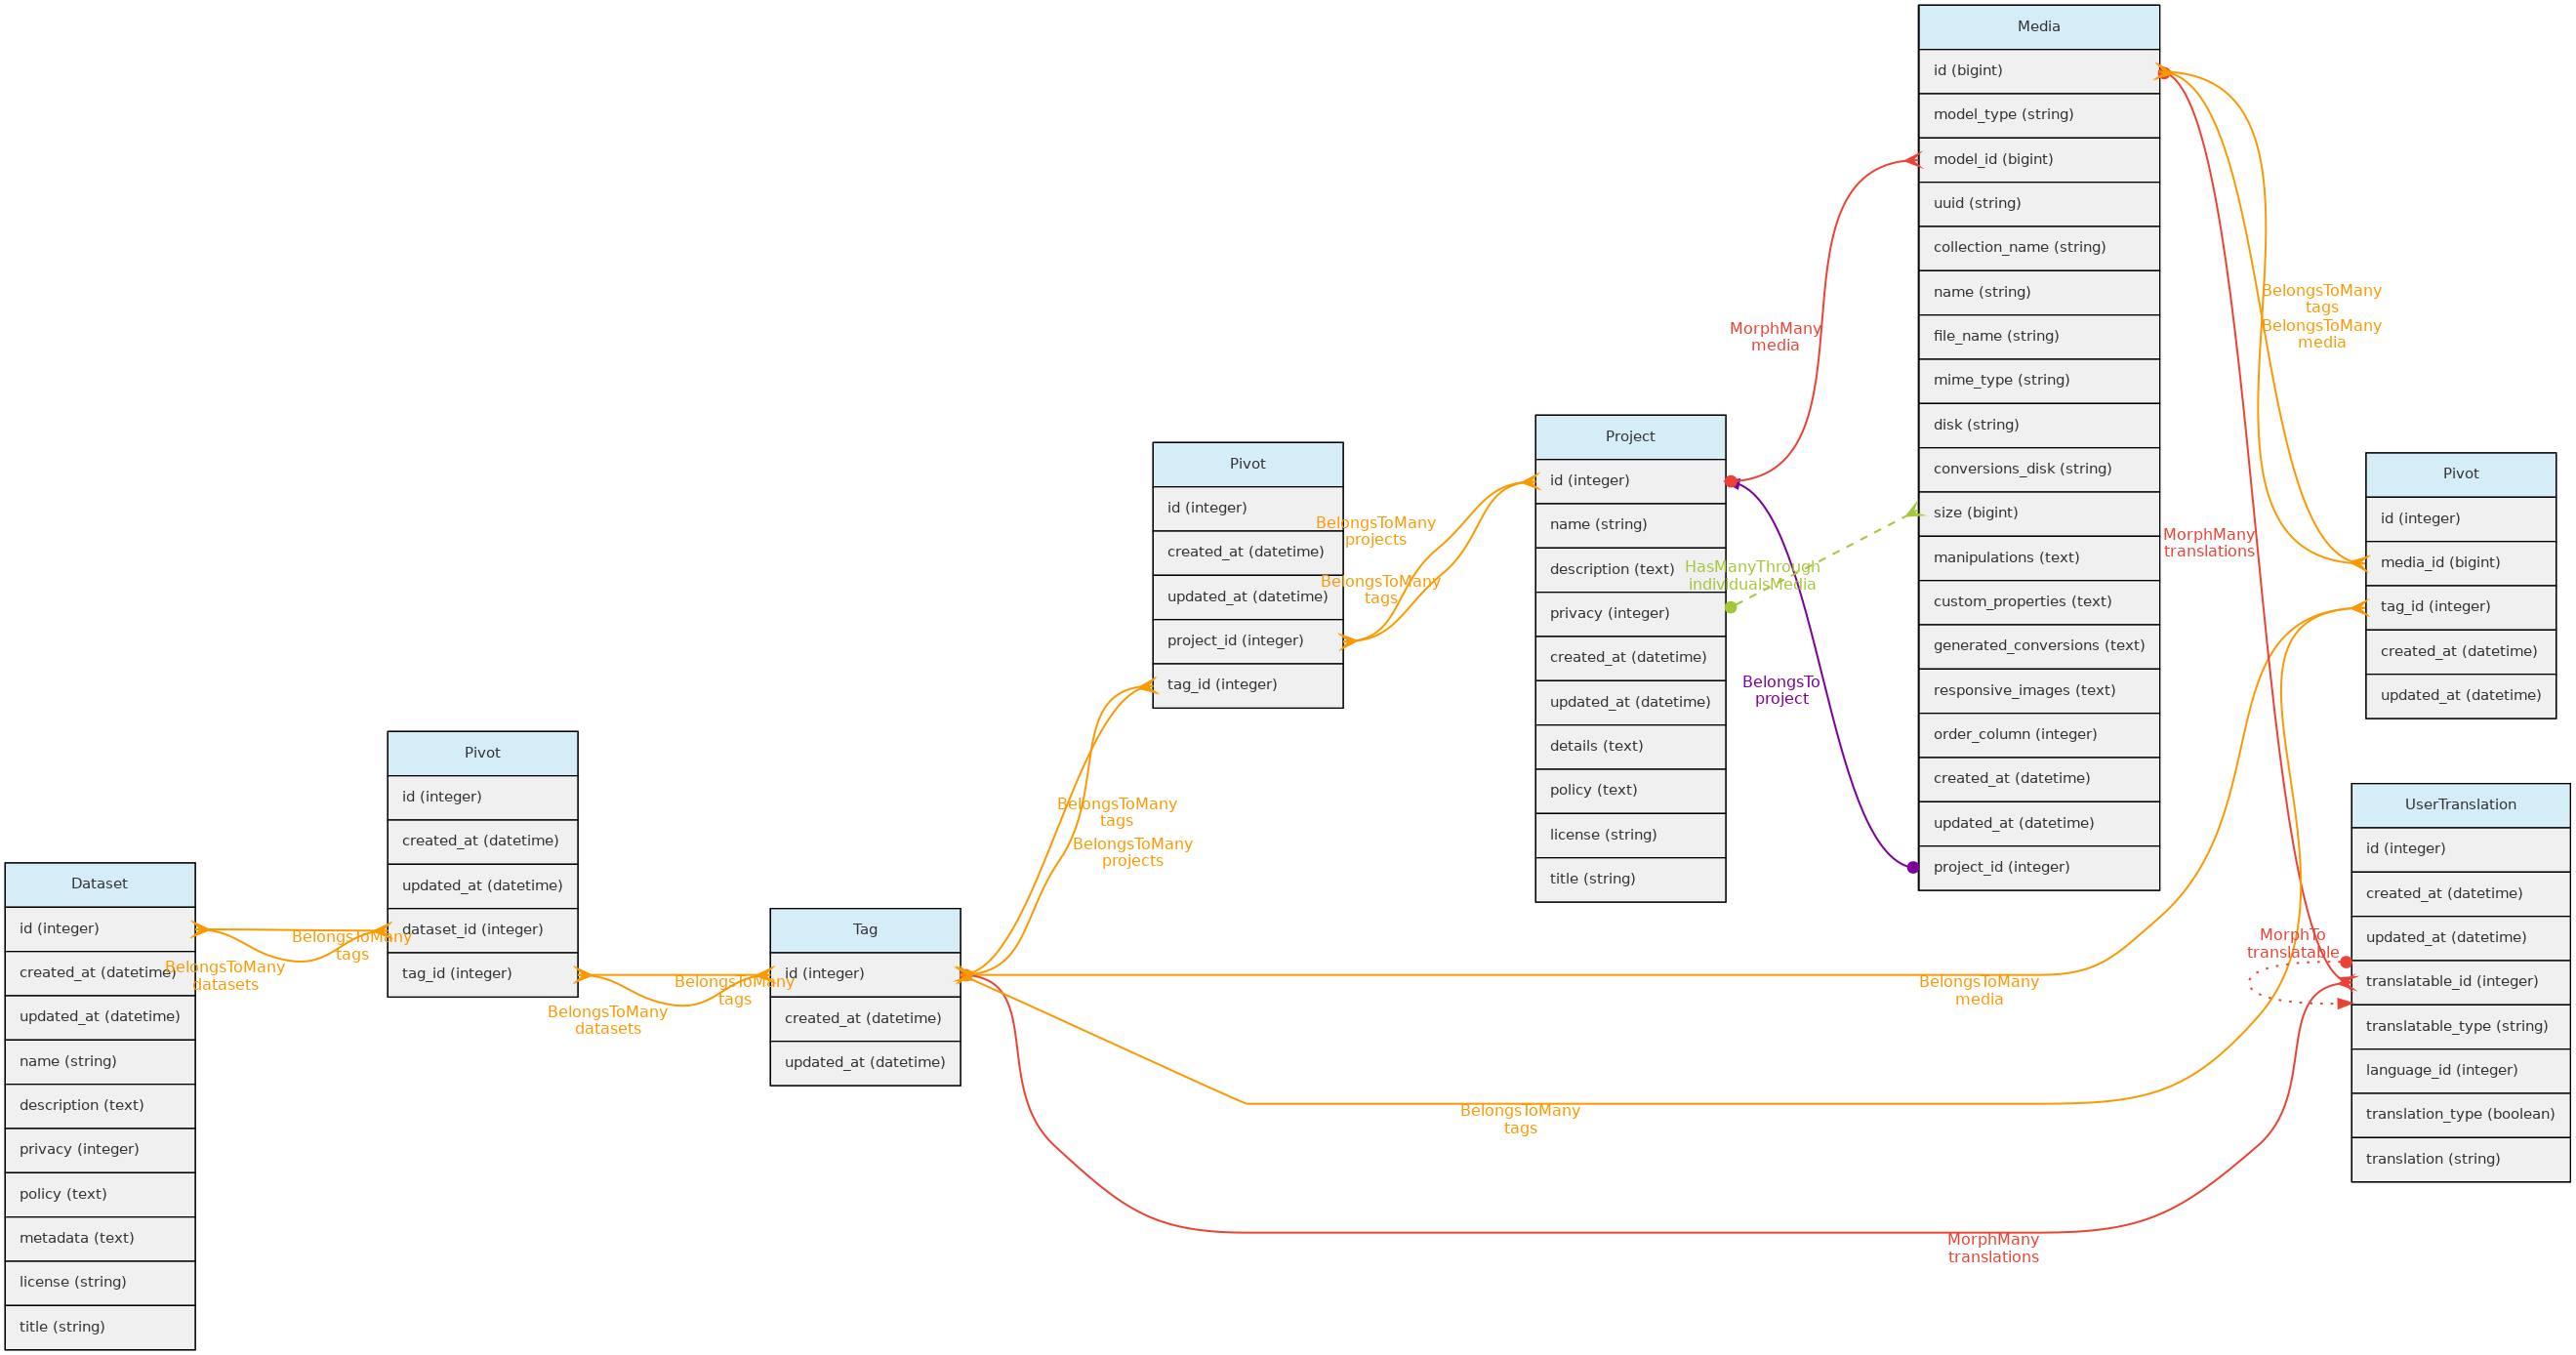 Dataset
id (integer)
created_at (datetime)
updated_at (datetime)
name (string)
description (text)
privacy (integer)
policy (text)
metadata (text)
license (string)
title (string)
BelongsToMany
datasets
BelongsToMany
tags
Pivot
id (integer)
created_at (datetime)
updated_at (datetime)
dataset_id (integer)
tag_id (integer)
BelongsToMany
datasets
BelongsToMany
tags
Tag
id (integer)
created_at (datetime)
updated_at (datetime)
BelongsToMany
tags
BelongsToMany
projects
Pivot
id (integer)
created_at (datetime)
updated_at (datetime)
project_id (integer)
tag_id (integer)
BelongsToMany
projects
BelongsToMany
tags
Project
id (integer)
name (string)
description (text)
privacy (integer)
created_at (datetime)
updated_at (datetime)
details (text)
policy (text)
license (string)
title (string)
MorphMany
media
HasManyThrough
individualsMedia
BelongsTo
project
Media
id (bigint)
model_type (string)
model_id (bigint)
uuid (string)
collection_name (string)
name (string)
file_name (string)
mime_type (string)
disk (string)
conversions_disk (string)
size (bigint)
manipulations (text)
custom_properties (text)
generated_conversions (text)
responsive_images (text)
order_column (integer)
created_at (datetime)
updated_at (datetime)
project_id (integer)
BelongsToMany
tags
BelongsToMany
media
MorphMany
translations
Pivot
id (integer)
media_id (bigint)
tag_id (integer)
created_at (datetime)
updated_at (datetime)
UserTranslation
id (integer)
created_at (datetime)
updated_at (datetime)
translatable_id (integer)
translatable_type (string)
language_id (integer)
translation_type (boolean)
translation (string)
MorphTo
translatable
BelongsToMany
media
BelongsToMany
tags
MorphMany
translations